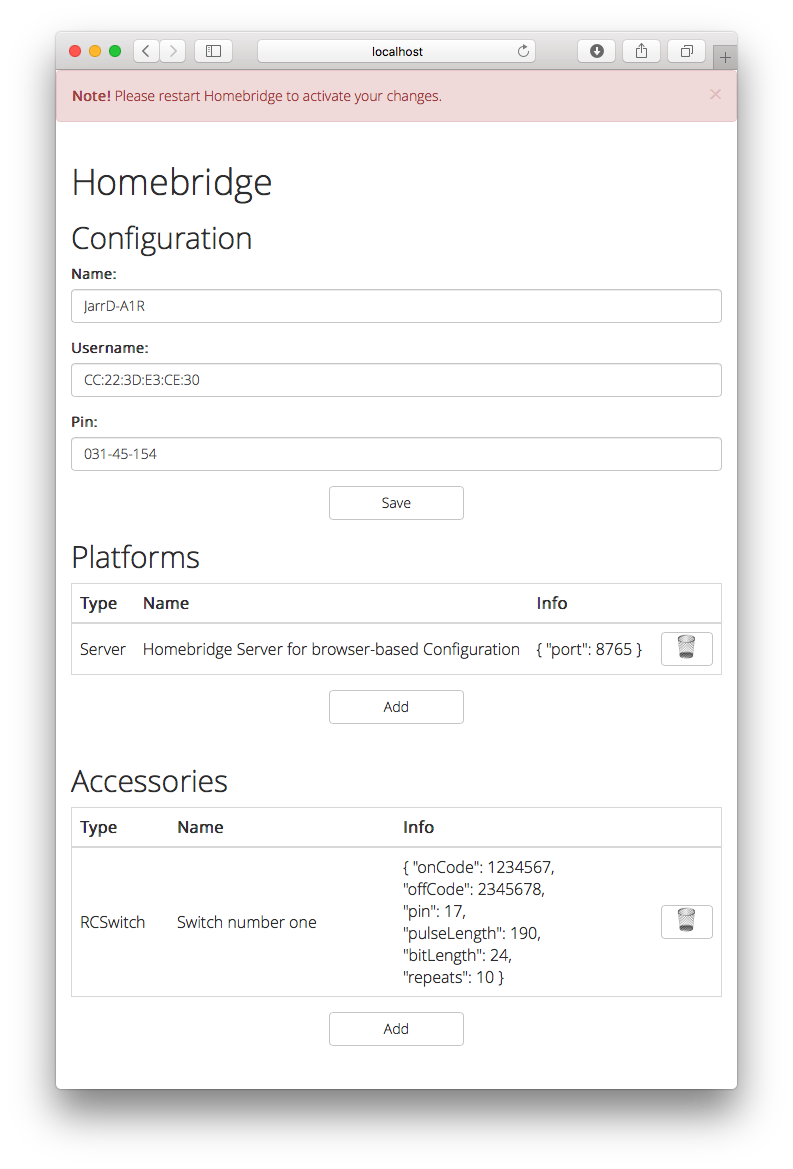 localhost
Note! Please restart Homebridge to activate your changes. ×
Homebridge
Configuration
Name:
JarrD-A1R
Username:
CC:22:3D:E3:CE:30
Pin:
031-45-154
Save
Platforms
Type Name Info
Server Homebridge Server for browser-based Configuration { "port": 8765 }
Add
Accessories
Type Name Info
RCSwitch Switch number one { "onCode": 1234567,
"offCode": 2345678,
"pin": 17,
"pulseLength": 190,
"bitLength": 24,
"repeats": 10 }
Add